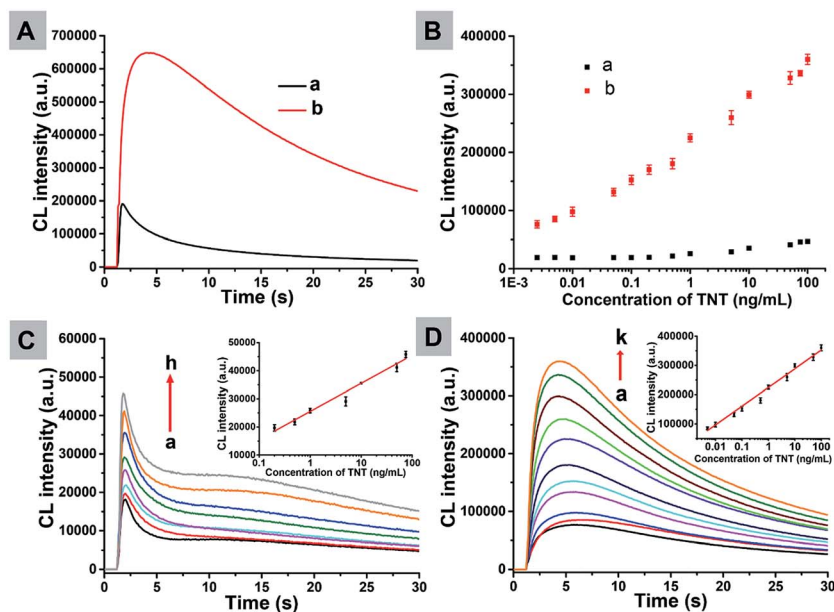 A
CL intensity (a.u.)
700000
600000
500000
400000
300000
200000
100000
0
a
b
0 5 10 15 20 25 30
Time (s)
B
CL intensity (a.u.)
400000
300000
200000
100000
0
a
b
1E-3 0.01 0.1 1 10 100
Concentration of TNT (ng/mL)
C
CL intensity (a.u.)
60000
50000
40000
30000
20000
10000
0
h
a
CL intensity (a.u.)
50000
40000
30000
20000
10000
0.1 1 10 100
Concentration of TNT (ng/mL)
0 5 10 15 20 25 30
Time (s)
D
CL intensity (a.u.)
400000
300000
200000
100000
0
k
a
CL intensity (a.u.)
400000
300000
200000
100000
0.01 0.1 1 10 100
Concentration of TNT (ng/mL)
0 5 10 15 20 25 30
Time (s)